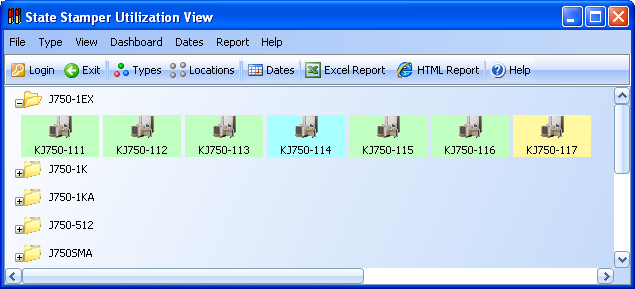 State Stamper Utilization View
File Type View Dashboard Dates Report Help
Login Exit Types Locations Dates Excel Report HTML Report Help
J750-1EX
KJ750-111 KJ750-112 KJ750-113 KJ750-114 KJ750-115 KJ750-116 KJ750-117
J750-1K
J750-1KA
J750-512
J750SMA